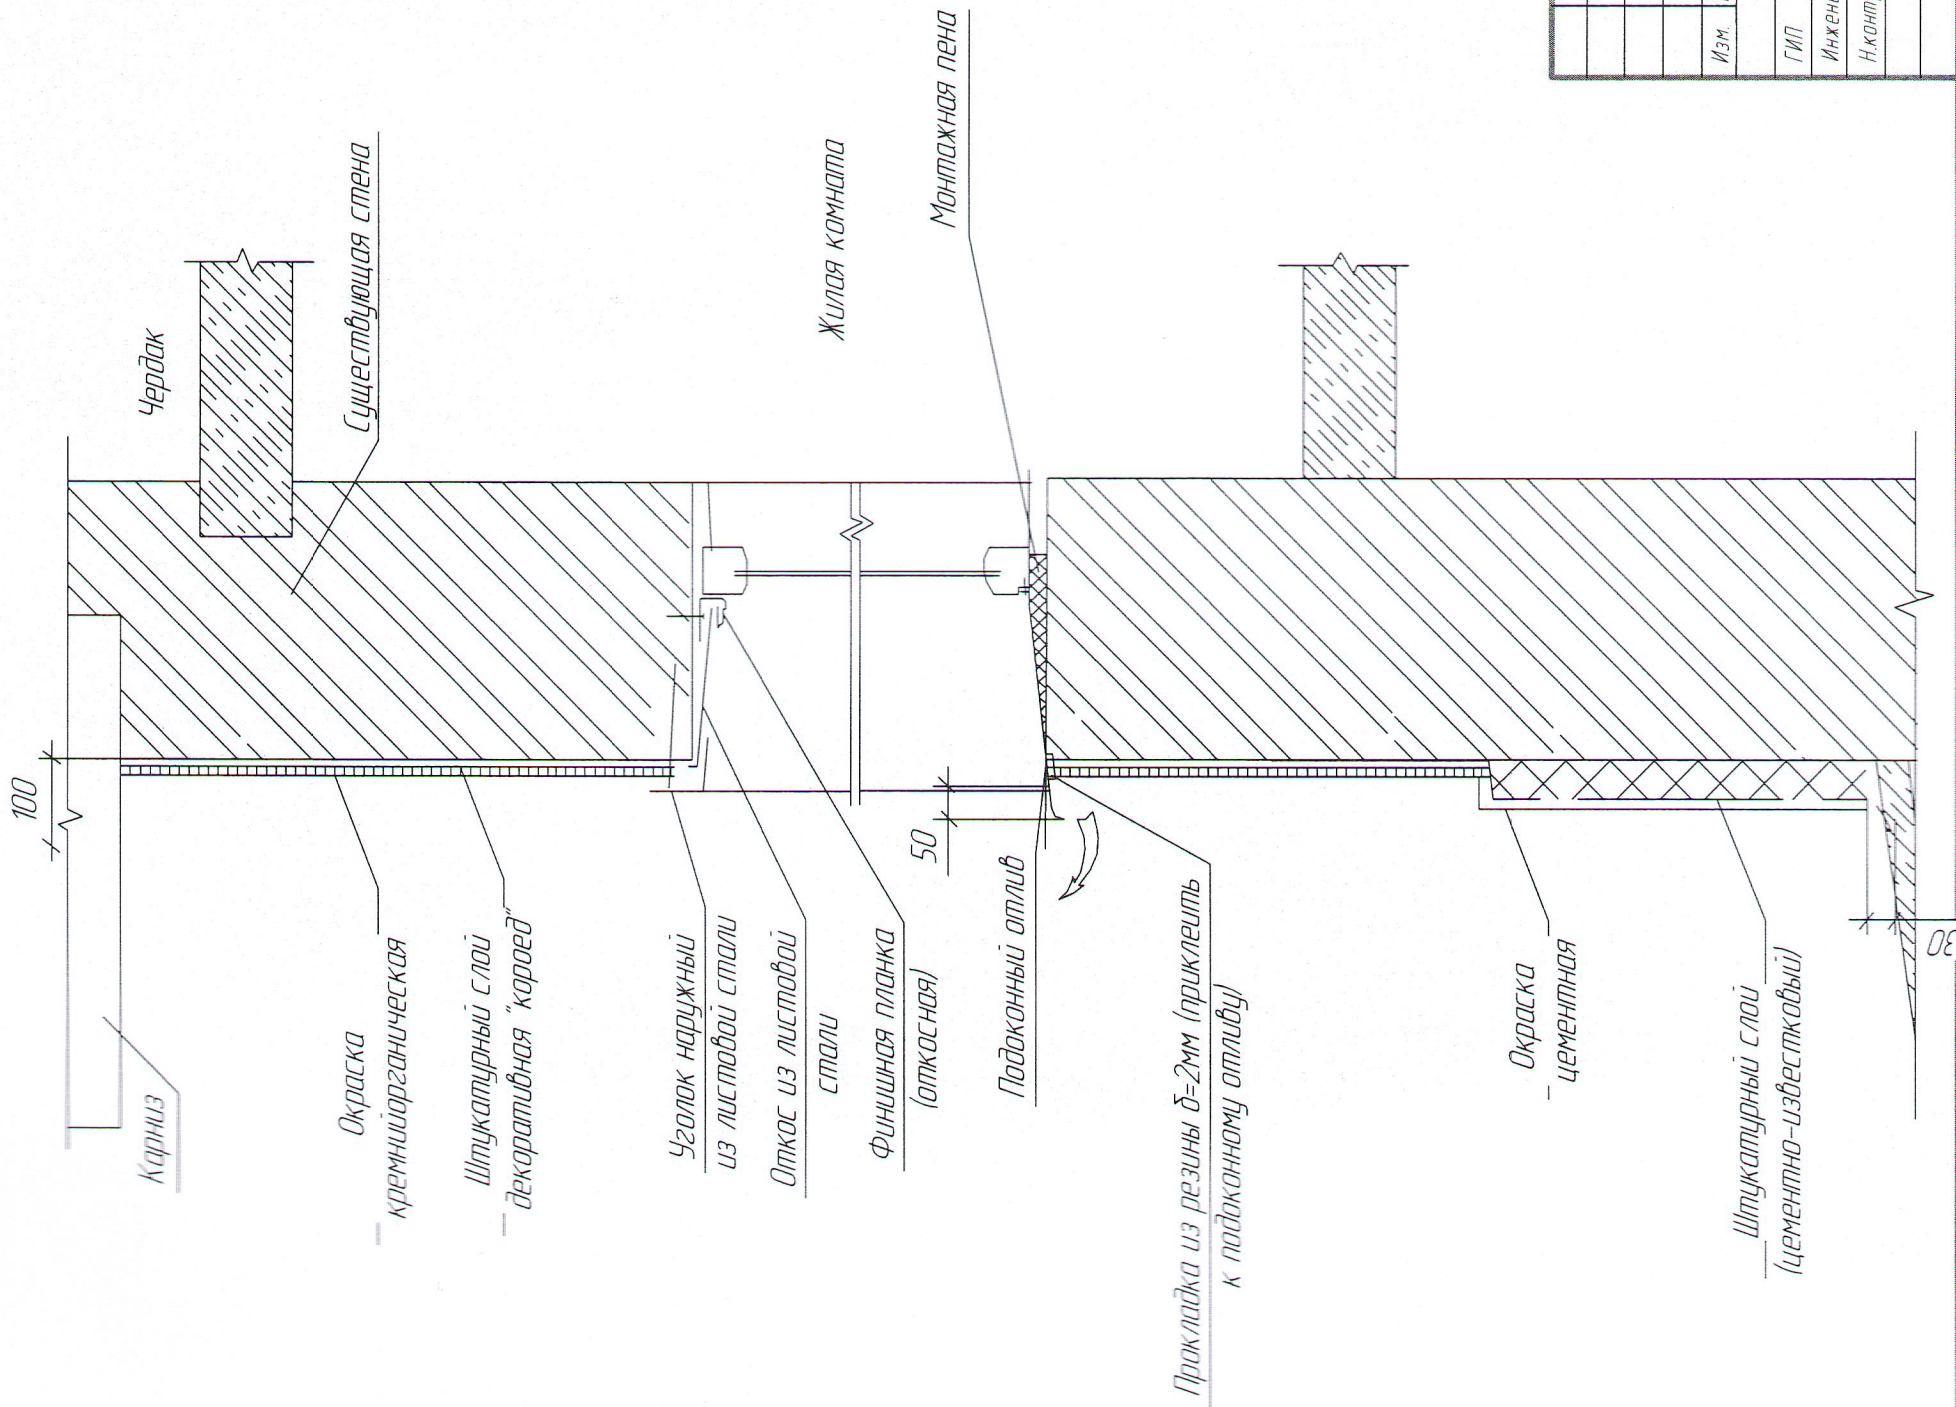 100
Чердак
Существующая стена
Карниз
Окраска
кремнийорганическая
Штукатурный слой
декоративная "короед"
Уголок наружный
из листовой стали
Откос из листовой
стали
Финишная планка
(откосная)
50
Жилая комната
Монтажная пена
Подоконный отлив
Прокладка из резины δ=2мм (приклеить
к подоконному отливу)
Окраска
цементная
Штукатурный слой
(цементно-известковый)
30
Изм.
ГИП